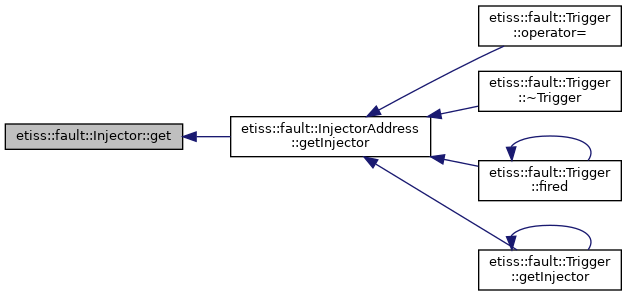 etiss::fault::Injector::get
etiss::fault::InjectorAddress
::getInjector
etiss::fault::Trigger
::operator=
etiss::fault::Trigger
::~Trigger
etiss::fault::Trigger
::fired
etiss::fault::Trigger
::getInjector